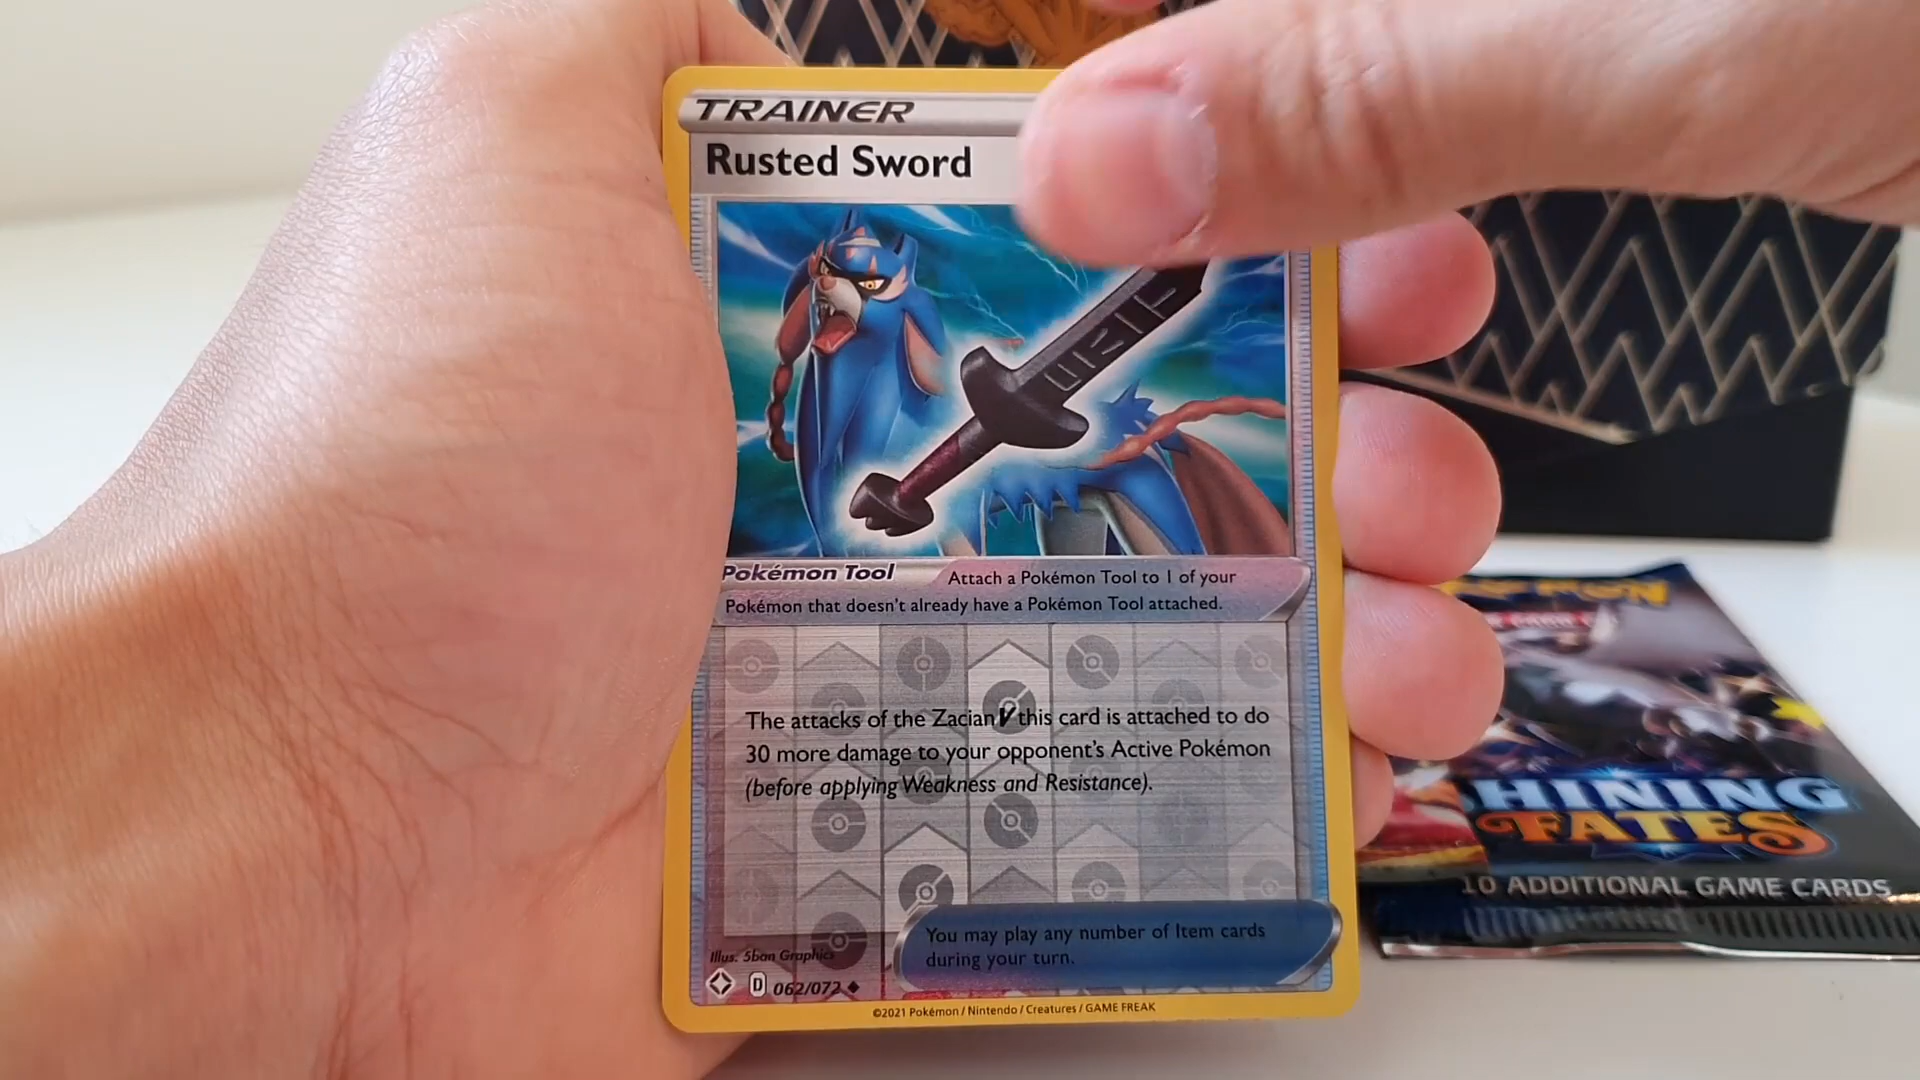 TRAINER
Rusted Sword
Pokémon Tool
Attach a Pokémon Tool to 1 of your
Pokémon that doesn't already have a Pokémon Tool attached.
The attacks of the Zacian V this card is attached to do
30 more damage to your opponent's Active Pokémon
(before applying Weakness and Resistance).
You may play any number of Item cards
during your turn.
Illus. 5ban Graphics
D 062/072
©2021 Pokémon / Nintendo / Creatures / GAME FREAK
HINING
FATES
10 ADDITIONAL GAME CARDS